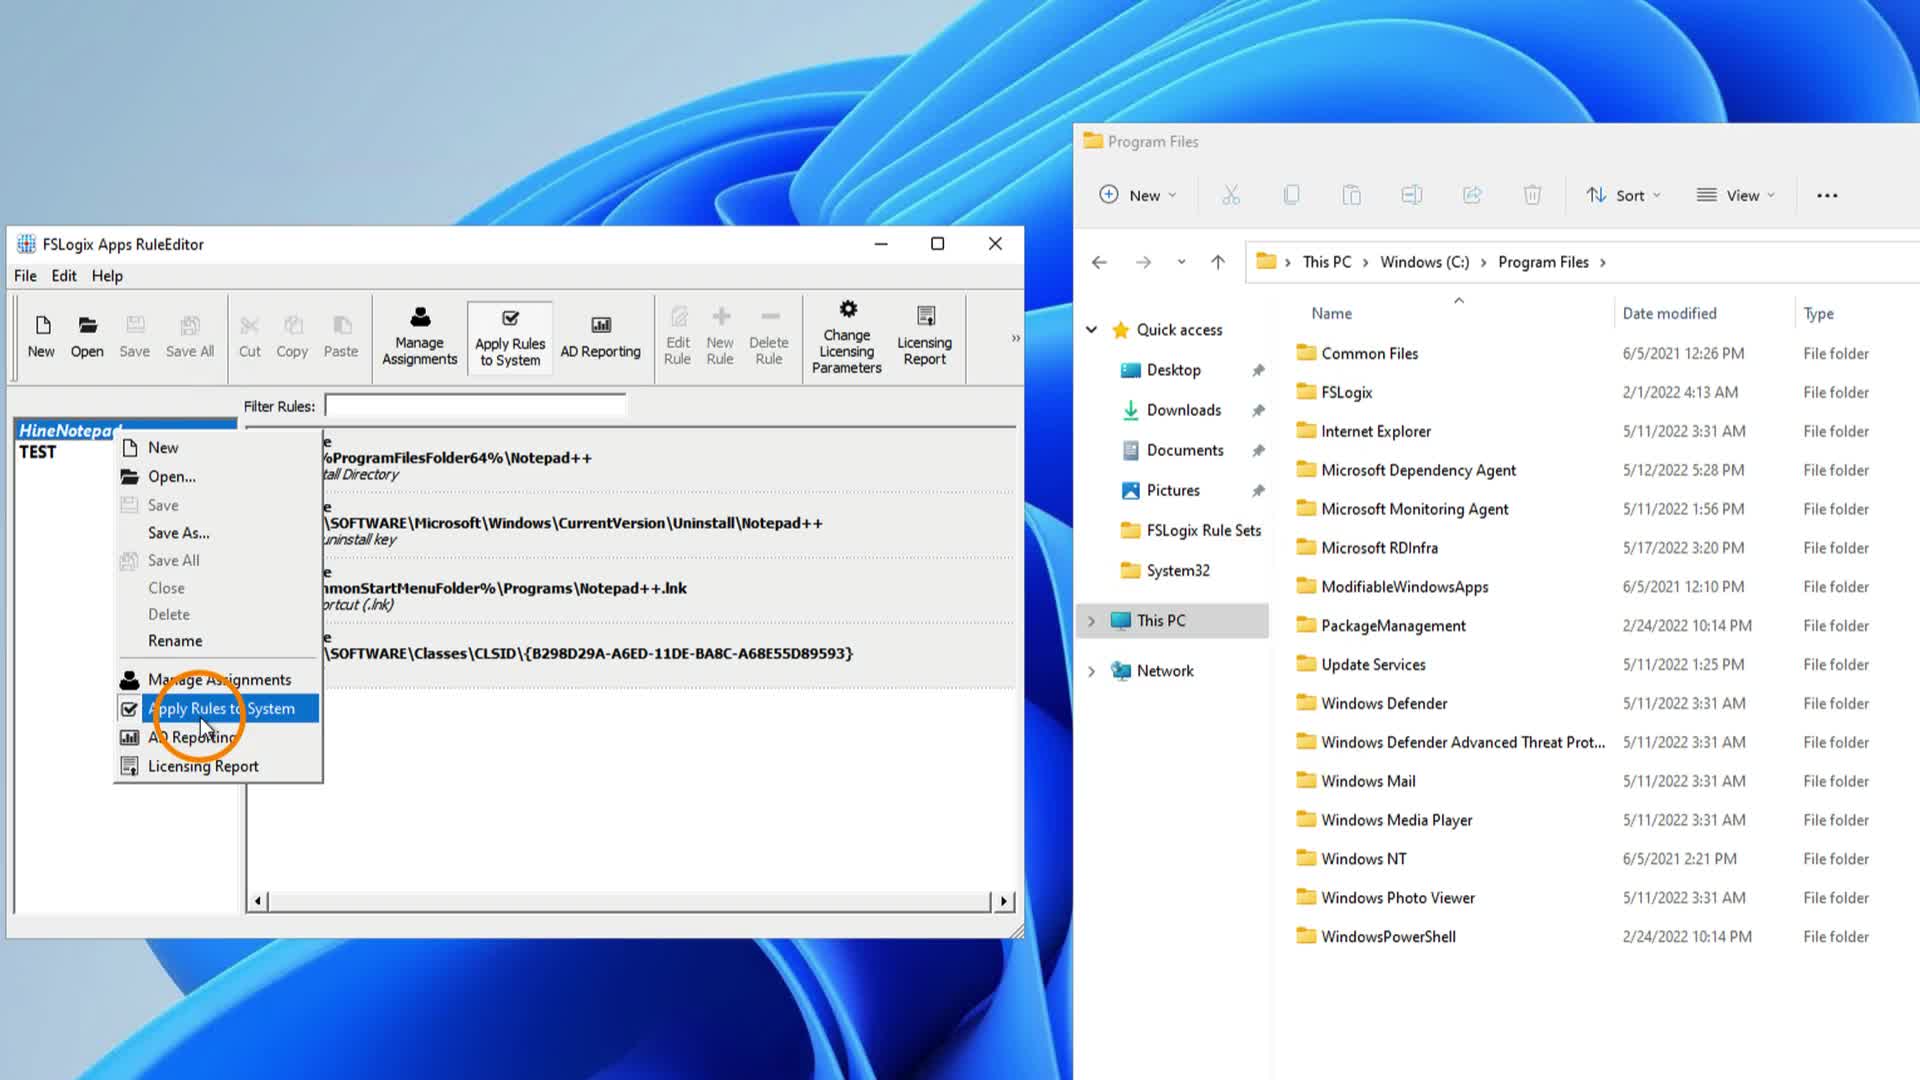 FSLogix Apps RuleEditor
File Edit Help
New Open Save Save All Cut Copy Paste
Manage
Assignments
Apply Rules
to System
AD Reporting
Edit
Rule
New
Rule
Delete
Rule
Change
Licensing
Parameters
Licensing
Report
Filter Rules:
HineNotepad
TEST
New
Open...
Save
Save As...
Save All
Close
Delete
Rename
Manage Assignments
Apply Rules to System
AD Reporting
Licensing Report
e
%ProgramFilesFolder64%\Notepad++
tall Directory
e
\SOFTWARE\Microsoft\Windows\CurrentVersion\Uninstall\Notepad++
uninstall key
e
mmonStartMenuFolder%\Programs\Notepad++.lnk
ortcut (.lnk)
e
\SOFTWARE\Classes\CLSID\{B298D29A-A6ED-11DE-BA8C-A68E55D89593}
Program Files
New Sort View
This PC > Windows (C:) > Program Files >
Quick access
Desktop
Downloads
Documents
Pictures
FSLogix Rule Sets
System32
This PC
Network
Name Date modified Type
Common Files 6/5/2021 12:26 PM File folder
FSLogix 2/1/2022 4:13 AM File folder
Internet Explorer 5/11/2022 3:31 AM File folder
Microsoft Dependency Agent 5/12/2022 5:28 PM File folder
Microsoft Monitoring Agent 5/11/2022 1:56 PM File folder
Microsoft RDInfra 5/17/2022 3:20 PM File folder
ModifiableWindowsApps 6/5/2021 12:10 PM File folder
PackageManagement 2/24/2022 10:14 PM File folder
Update Services 5/11/2022 1:25 PM File folder
Windows Defender 5/11/2022 3:31 AM File folder
Windows Defender Advanced Threat Prot... 5/11/2022 3:31 AM File folder
Windows Mail 5/11/2022 3:31 AM File folder
Windows Media Player 5/11/2022 3:31 AM File folder
Windows NT 6/5/2021 2:21 PM File folder
Windows Photo Viewer 5/11/2022 3:31 AM File folder
WindowsPowerShell 2/24/2022 10:14 PM File folder